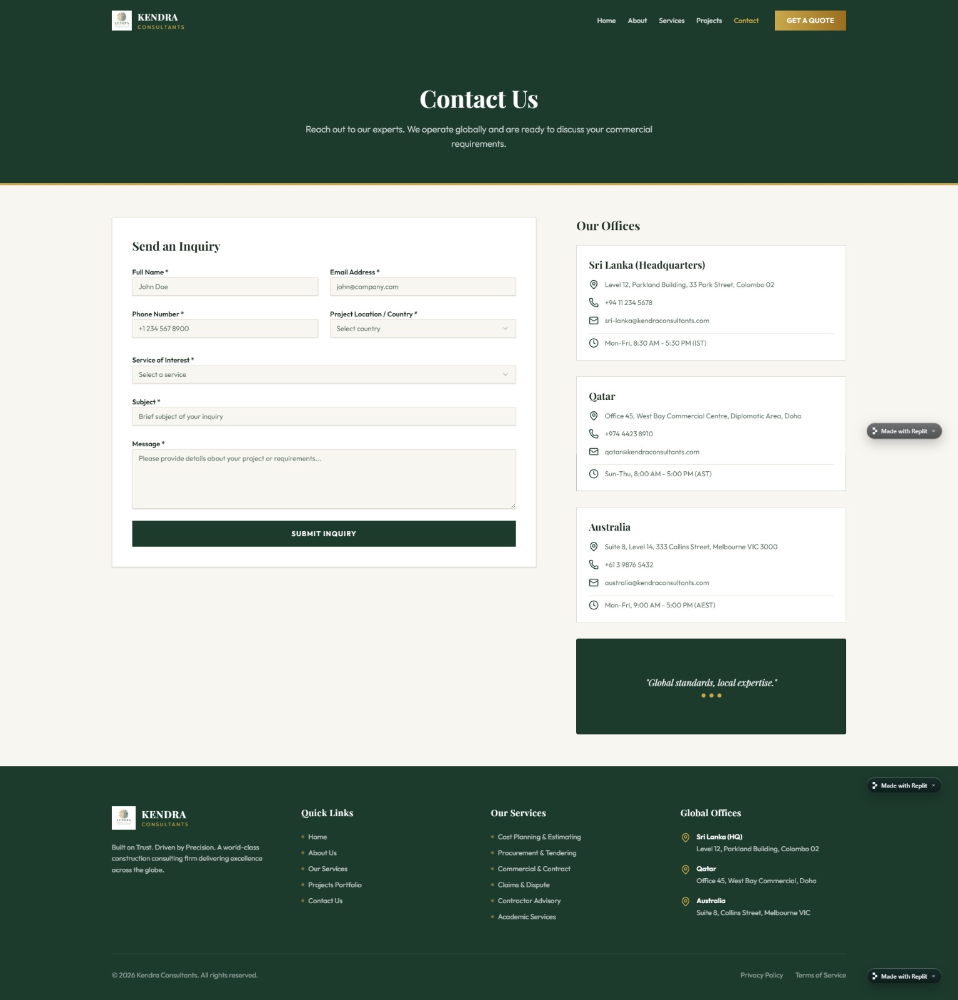 KENDRA
CONSULTANTS
Home
About
Services
Projects
Contact
GET A QUOTE
Contact Us
Reach out to our experts. We operate globally and are ready to discuss your commercial
requirements.
Send an Inquiry
Full Name *
Email Address *
John Doe
john@company.com
Phone Number *
Project Location / Country *
+1 234 567 8900
Select country
Service of Interest *
Select a service
Subject *
Brief subject of your inquiry
Message *
Please provide details about your project or requirements...
SUBMIT INQUIRY
Our Offices
Sri Lanka (Headquarters)
Level 12, Parkland Building, 33 Park Street, Colombo 02
+94 11 234 5678
sri-lanka@kendraconsultants.com
Mon-Fri, 8:30 AM - 5:30 PM (IST)
Qatar
Office 45, West Bay Commercial Centre, Diplomatic Area, Doha
+974 4423 8910
qatar@kendraconsultants.com
Sun-Thu, 8:00 AM - 5:00 PM (AST)
Made with Replit ×
Australia
Suite 8, Level 14, 333 Collins Street, Melbourne VIC 3000
+61 3 9876 5432
australia@kendraconsultants.com
Mon-Fri, 9:00 AM - 5:00 PM (AEST)
"Global standards, local expertise."
Made with Replit ×
KENDRA
CONSULTANTS
Built on Trust. Driven by Precision. A world-class
construction consulting firm delivering excellence
across the globe.
Quick Links
Home
About Us
Our Services
Projects Portfolio
Contact Us
Our Services
Cost Planning & Estimating
Procurement & Tendering
Commercial & Contract
Claims & Dispute
Contractor Advisory
Academic Services
Global Offices
Sri Lanka (HQ)
Level 12, Parkland Building, Colombo 02
Qatar
Office 45, West Bay Commercial, Doha
Australia
Suite 8, Collins Street, Melbourne VIC
© 2026 Kendra Consultants. All rights reserved.
Privacy Policy
Terms of Service
Made with Replit ×